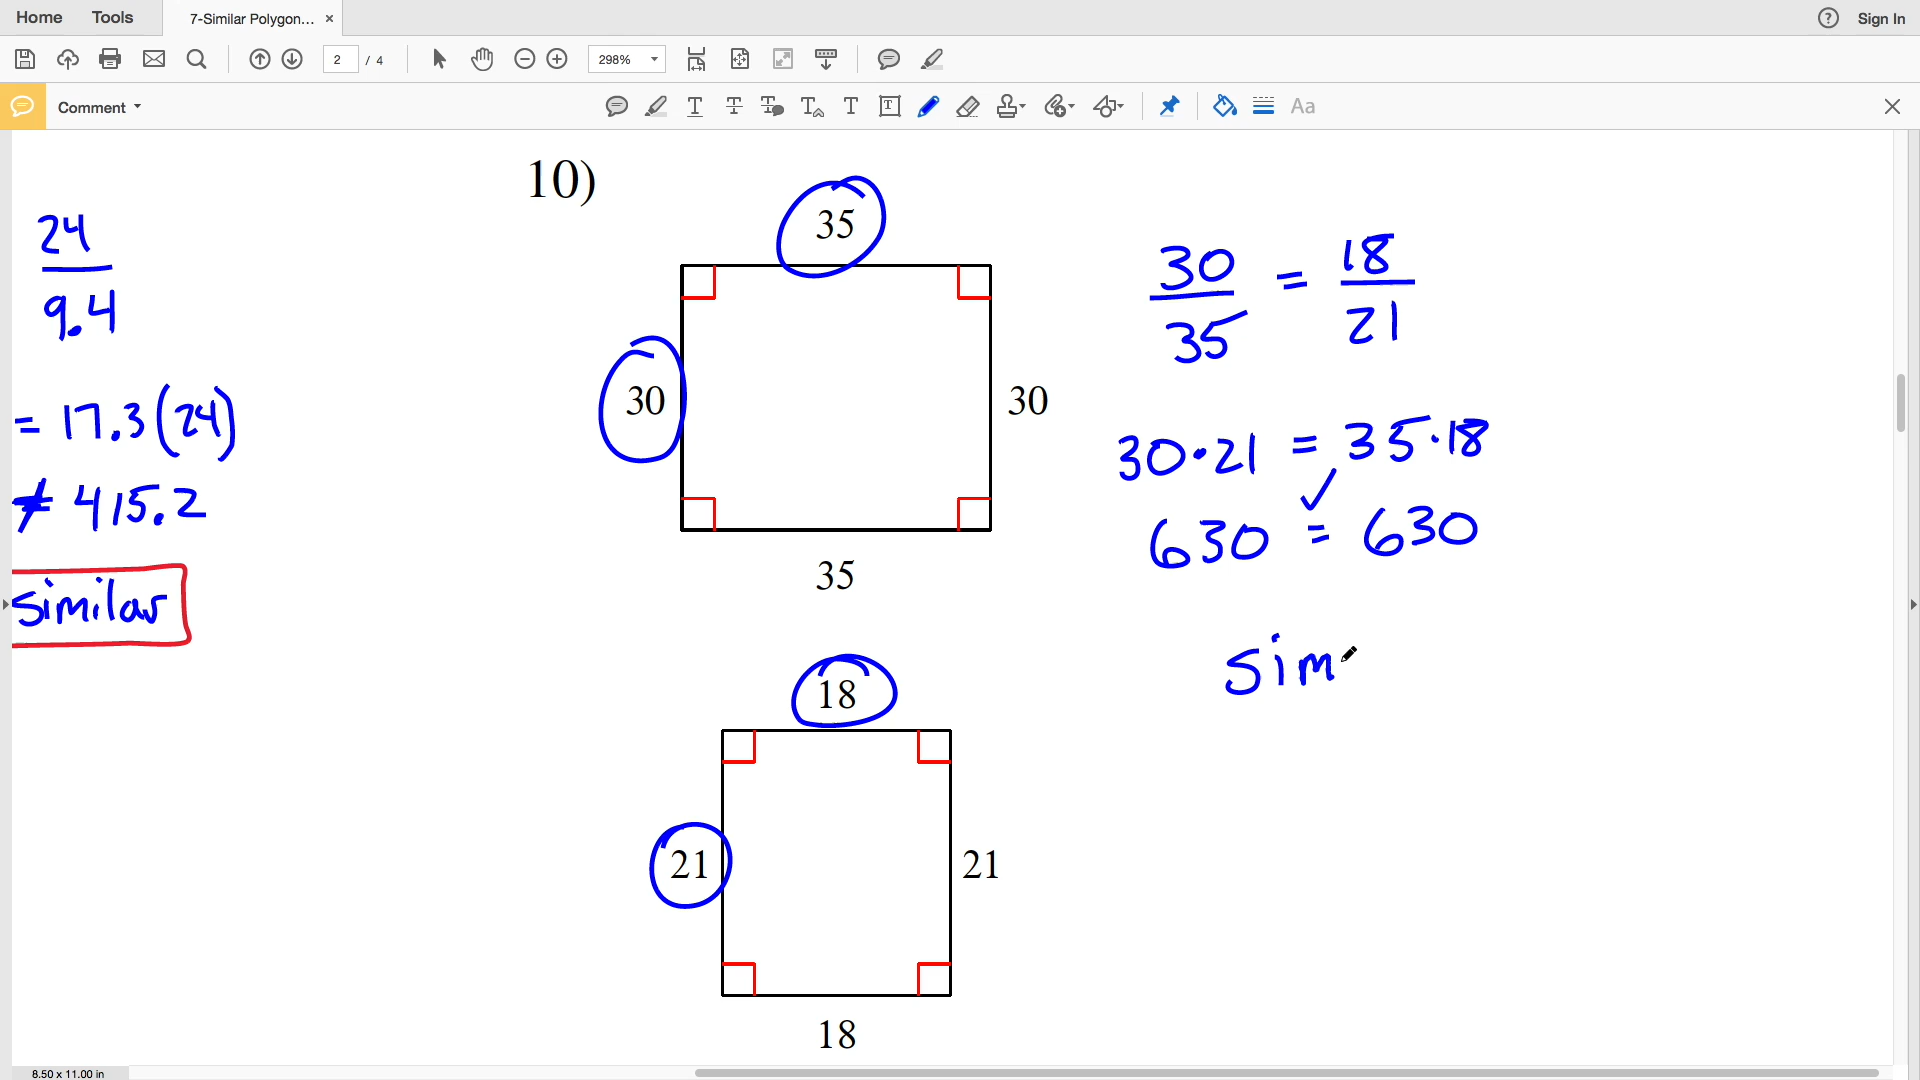 Home Tools 7-Similar Polygon... × ? Sign In
2 / 4 298%
Comment Aa
10)
24
9.4
= 17.3(24)
≠ 415.2
similar
35
30
30
35
18
21
21
18
30/35 = 18/21
30·21 = 35·18
✓
630 = 630
Sim
8.50 x 11.00 in